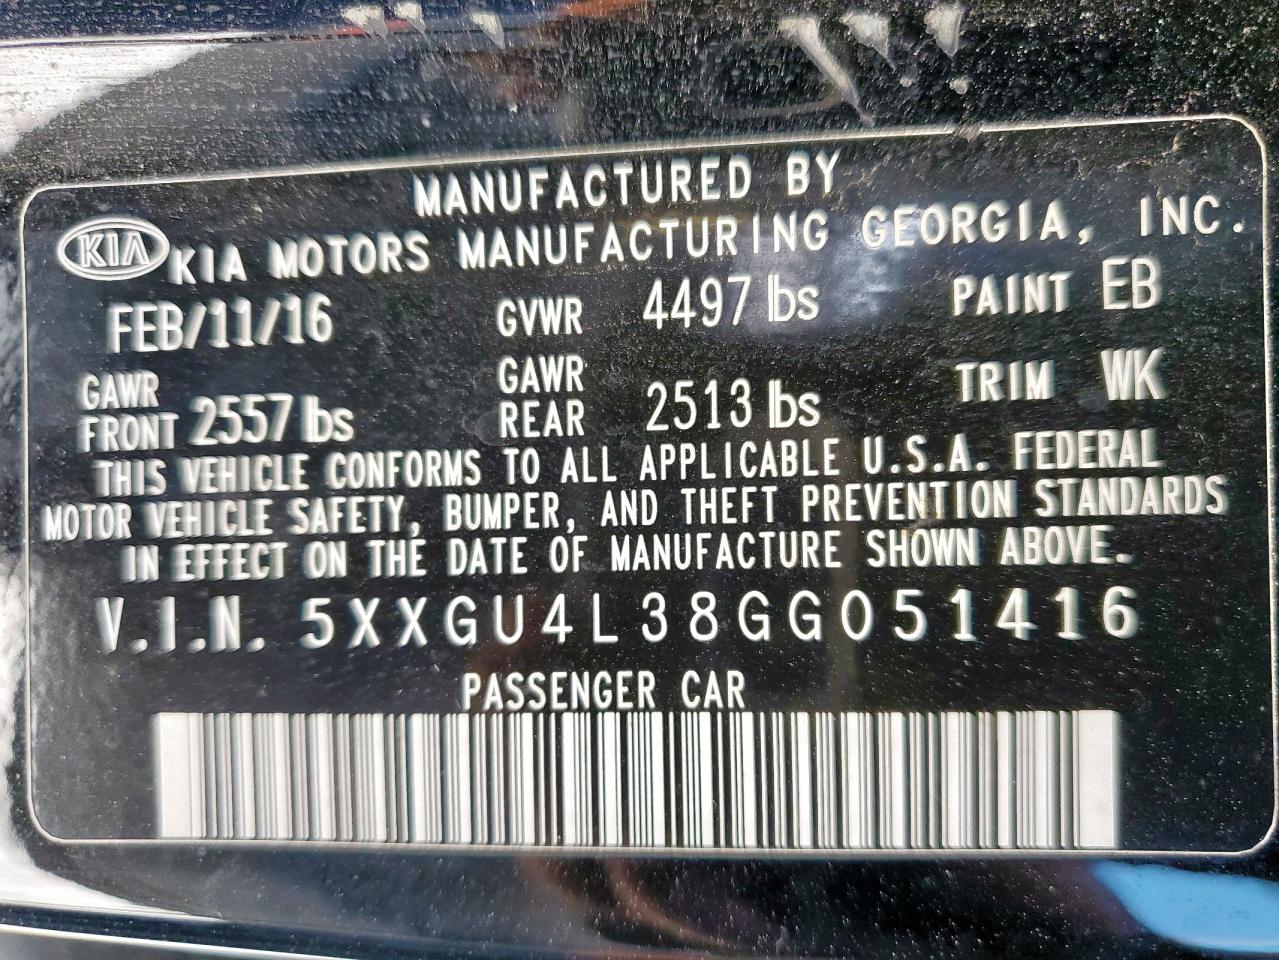 MANUFACTURED BY
KIA KIA MOTORS MANUFACTURING GEORGIA, INC.
FEB/11/16 GVWR 4497 lbs PAINT EB
GAWR FRONT 2557 lbs GAWR REAR 2513 lbs TRIM WK
THIS VEHICLE CONFORMS TO ALL APPLICABLE U.S.A. FEDERAL
MOTOR VEHICLE SAFETY, BUMPER, AND THEFT PREVENTION STANDARDS
IN EFFECT ON THE DATE OF MANUFACTURE SHOWN ABOVE.
V.I.N. 5XXGU4L38GG051416
PASSENGER CAR